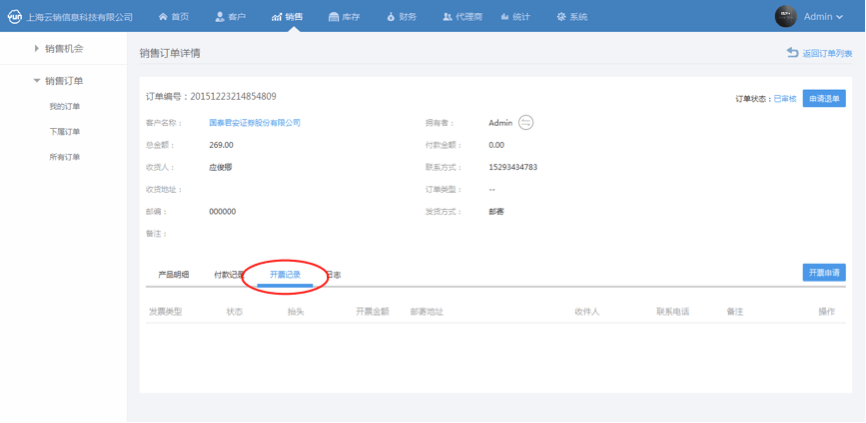 yun 上海云销信息科技有限公司 首页 客户 销售 库存 财务 代理商 统计 系统 Admin
销售机会
销售订单
我的订单
下属订单
所有订单
销售订单详情 返回订单列表
订单编号：20151223214854809 订单状态：已审核 申请退单
客户名称： 国泰君安证券股份有限公司 拥有者： Admin
总金额： 269.00 付款金额： 0.00
收货人： 应俊 联系方式： 15293434783
收货地址： 订单类型： --
邮编： 000000 发货方式： 邮寄
备注：
产品明细 付款记录 开票记录 日志 开票申请
发票类型 状态 抬头 开票金额 邮寄地址 收件人 联系电话 备注 操作